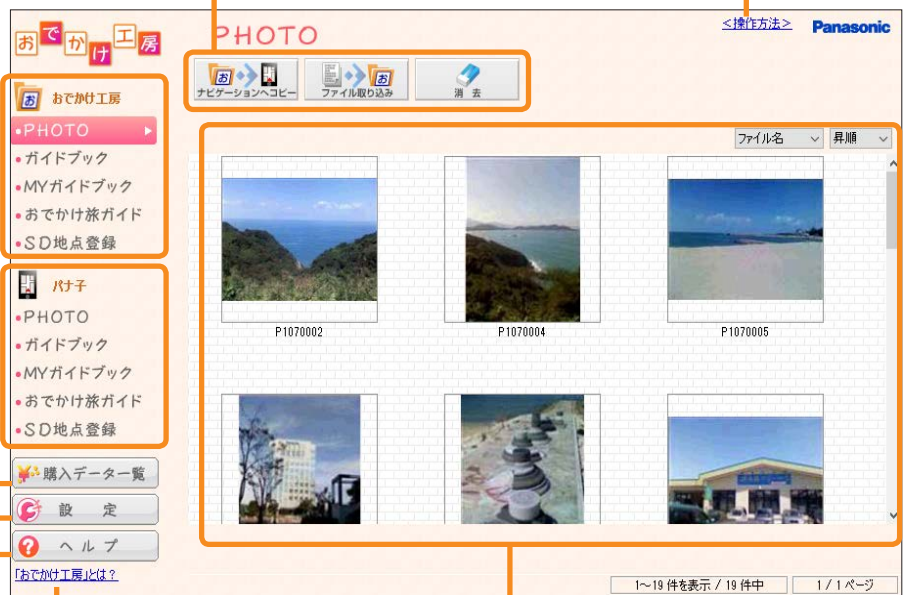 おでかけ工房
PHOTO
<操作方法>
Panasonic
ナビゲーションへコピー
ファイル取り込み
消去
おでかけ工房
•PHOTO
•ガイドブック
•MYガイドブック
•おでかけ旅ガイド
•SD地点登録
パナ子
•PHOTO
•ガイドブック
•MYガイドブック
•おでかけ旅ガイド
•SD地点登録
購入データ一覧
設定
ヘルプ
「おでかけ工房」とは?
ファイル名
昇順
P1070002
P1070004
P1070005
1～19 件を表示 / 19 件中
1 / 1 ページ